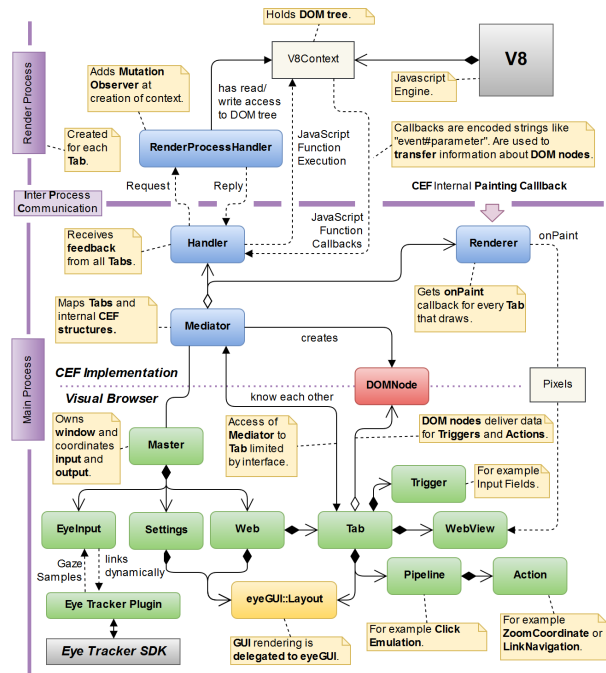 Holds DOM tree.
V8Context
V8
Javascript
Engine.
Adds Mutation
Observer at
creation of context.
has read/
write access
to DOM tree
Render Process
Created
for each
Tab.
RenderProcessHandler
JavaScript
Function
Execution
Callbacks are encoded strings like
"event#parameter". Are used to
transfer information about DOM nodes.
Request
Reply
CEF Internal Painting Calllback
Inter Process
Communication
JavaScript
Function
Callbacks
Receives
feedback
from all Tabs.
Handler
Renderer
onPaint
Gets onPaint
callback for every Tab
that draws.
Maps Tabs and
internal CEF
structures.
Mediator
creates
Main Process
CEF Implementation
Visual Browser
DOMNode
Pixels
know each other
Owns
window and
coordinates
input and
output.
Master
Access of
Mediator to
Tab limited
by interface.
DOM nodes deliver data
for Triggers and Actions.
Trigger
For example
Input Fields.
EyeInput
Settings
Web
Tab
WebView
Gaze
Samples
links
dynamically
Eye Tracker Plugin
eyeGUI::Layout
Pipeline
Action
Eye Tracker SDK
GUI rendering is
delegated to eyeGUI.
For example Click
Emulation.
For example
ZoomCoordinate or
LinkNavigation.